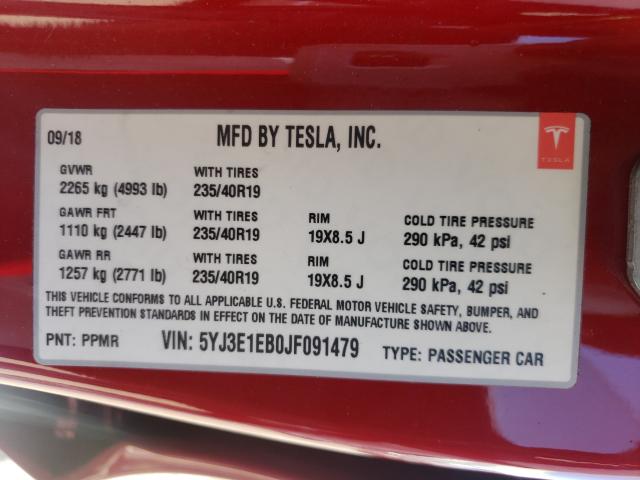 09/18 MFD BY TESLA, INC.
TESLA
GVWR WITH TIRES
2265 kg (4993 lb) 235/40R19
GAWR FRT WITH TIRES RIM COLD TIRE PRESSURE
1110 kg (2447 lb) 235/40R19 19X8.5 J 290 kPa, 42 psi
GAWR RR WITH TIRES RIM COLD TIRE PRESSURE
1257 kg (2771 lb) 235/40R19 19X8.5 J 290 kPa, 42 psi
THIS VEHICLE CONFORMS TO ALL APPLICABLE U.S. FEDERAL MOTOR VEHICLE SAFETY, BUMPER, AND
THEFT PREVENTION STANDARDS IN EFFECT ON THE DATE OF MANUFACTURE SHOWN ABOVE.
PNT: PPMR VIN: 5YJ3E1EB0JF091479 TYPE: PASSENGER CAR